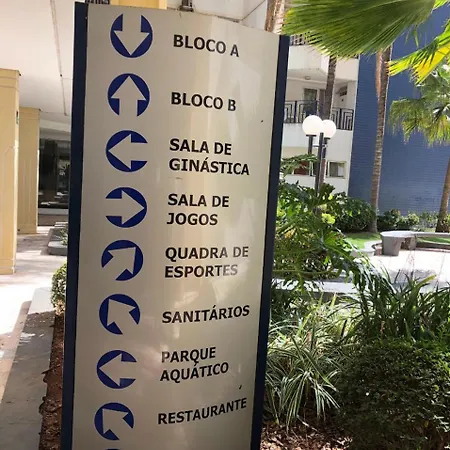 BLOCO A
BLOCO B
SALA DE
GINÁSTICA
SALA DE
JOGOS
QUADRA DE
ESPORTES
SANITÁRIOS
PARQUE
AQUÁTICO
RESTAURANTE